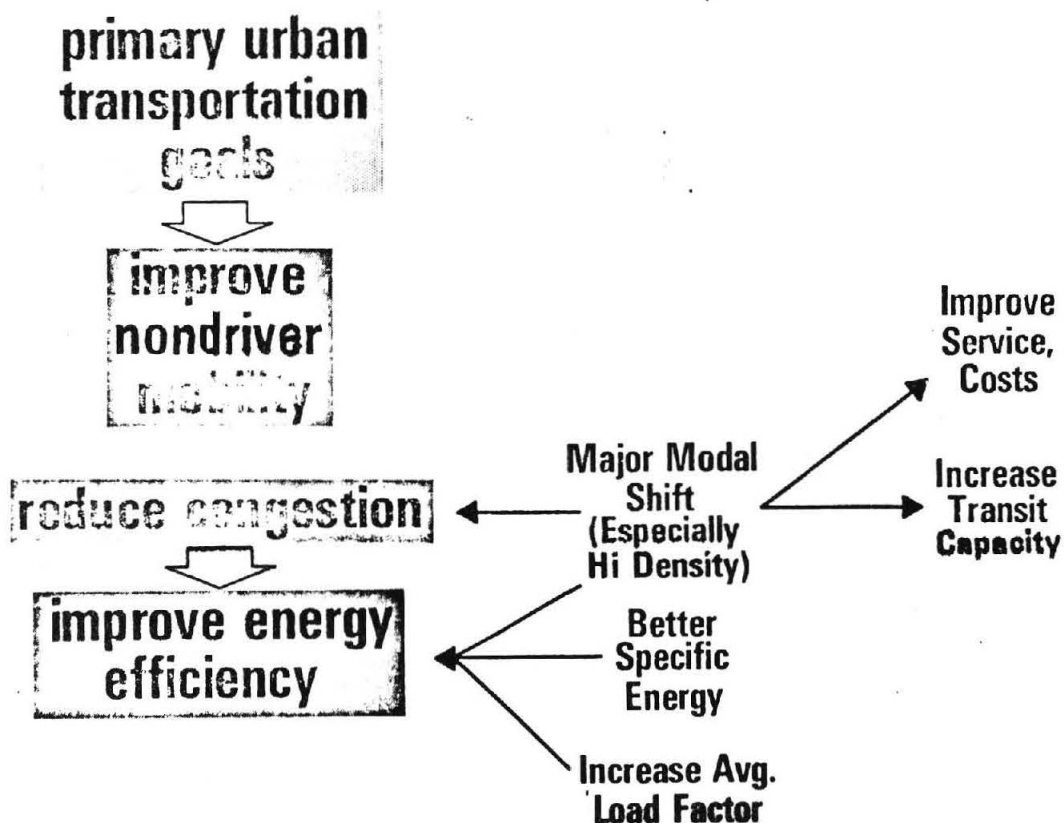 primary urban
transportation
goals
improve
nondriver
mobility
reduce congestion
improve energy
efficiency
Major Modal
Shift
(Especially
Hi Density)
Better
Specific
Energy
Increase Avg.
Load Factor
Improve
Service,
Costs
Increase
Transit
Capacity